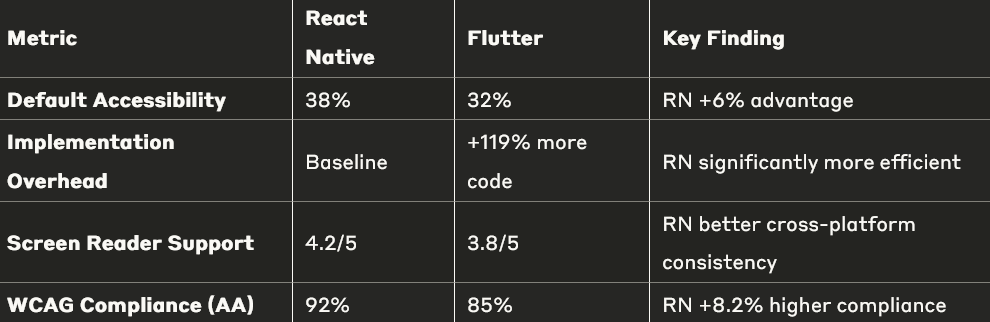 Metric
React
Native
Flutter
Key Finding
Default Accessibility
38%
32%
RN +6% advantage
Implementation
Overhead
Baseline
+119% more
code
RN significantly more efficient
Screen Reader Support
4.2/5
3.8/5
RN better cross-platform
consistency
WCAG Compliance (AA)
92%
85%
RN +8.2% higher compliance